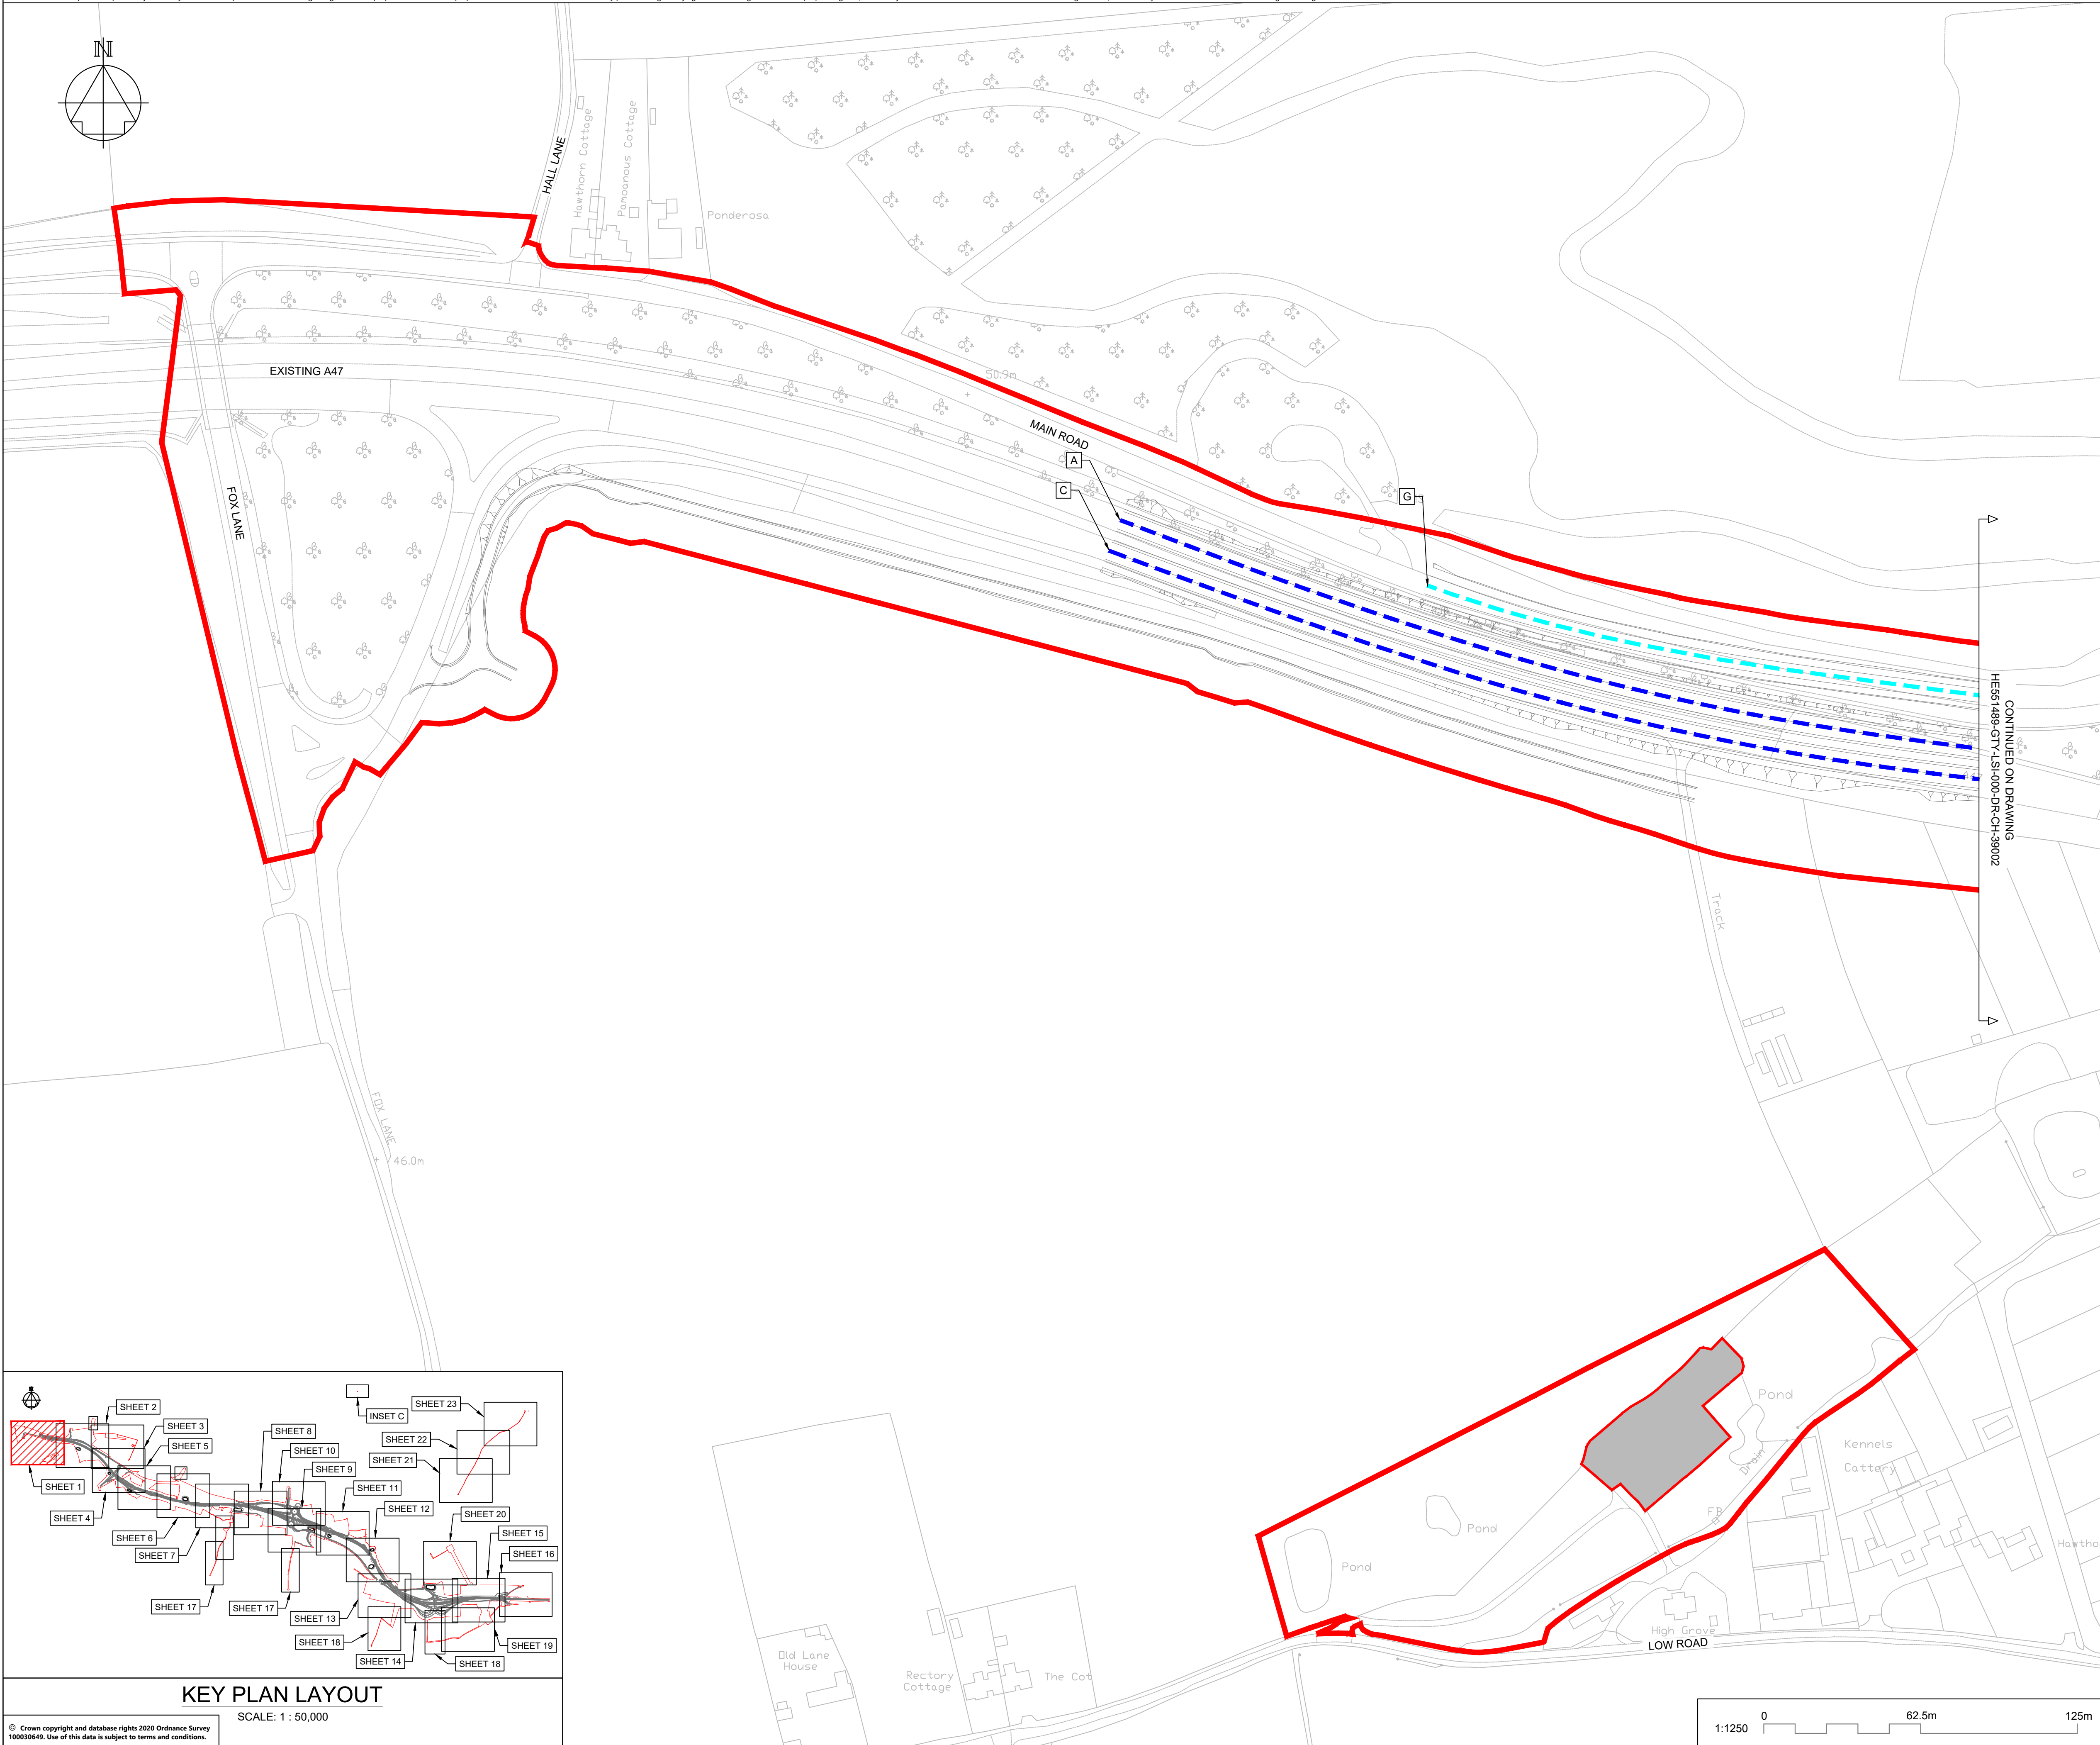 N
HALL LANE
Hawthorn Cottage
Panoanous Cottage
Ponderosa
EXISTING A47
50.9m
MAIN ROAD
A
C
G
FOX LANE
CONTINUED ON DRAWING
HE551489-GTY-LSI-000-DR-CH-39002
Track
FOX LANE
46.0m
Pond
Drain
Kennels
Cattery
FB
Pond
Pond
High Grove
LOW ROAD
Old Lane
House
Rectory
Cottage
The Cot
Hawtho
INSET C
SHEET 23
SHEET 2
SHEET 3
SHEET 8
SHEET 22
SHEET 5
SHEET 10
SHEET 21
SHEET 9
SHEET 1
SHEET 11
SHEET 12
SHEET 4
SHEET 20
SHEET 6
SHEET 15
SHEET 7
SHEET 16
SHEET 17
SHEET 17
SHEET 13
SHEET 18
SHEET 19
SHEET 14
SHEET 18
KEY PLAN LAYOUT
SCALE: 1 : 50,000
© Crown copyright and database rights 2020 Ordnance Survey
100030649. Use of this data is subject to terms and conditions.
1:1250
0
62.5m
125m